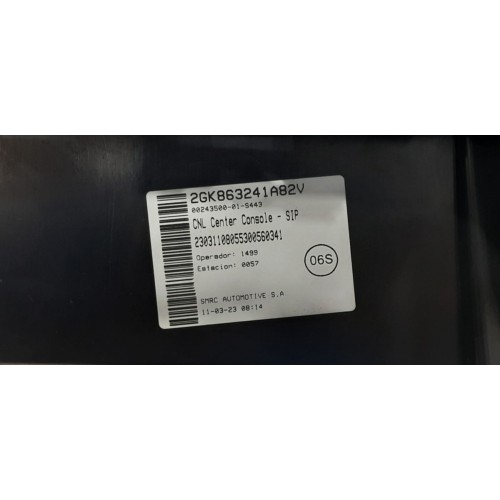 2GK863241A82V
00243500-01-S443
CNL Center Console - SIP
23031108055300560341
Operador: 1499
Estacion: 0057
06S
SMRC AUTOMOTIVE S.A
11-03-23 08:14